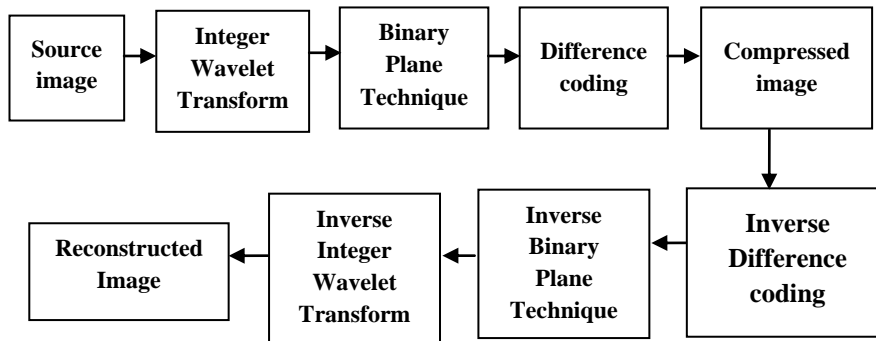 Source
image
Integer
Wavelet
Transform
Binary
Plane
Technique
Difference
coding
Compressed
image
Inverse
Difference
coding
Inverse
Binary
Plane
Technique
Inverse
Integer
Wavelet
Transform
Reconstructed
Image